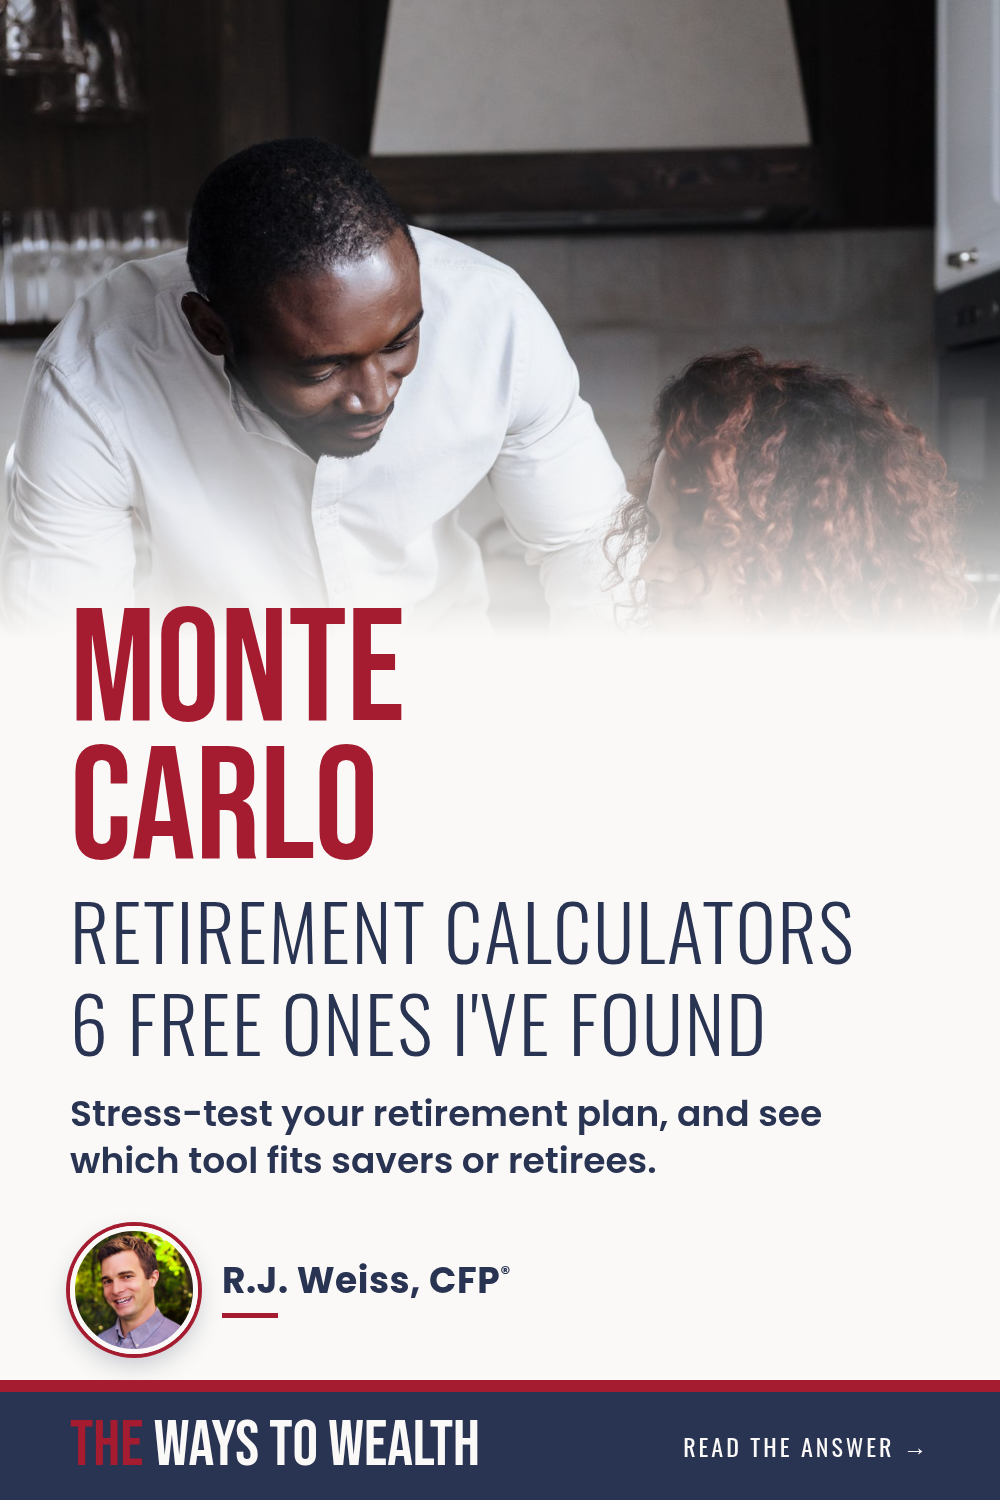 MONTE
CARLO
RETIREMENT CALCULATORS
6 FREE ONES I'VE FOUND
Stress-test your retirement plan, and see
which tool fits savers or retirees.
R.J. Weiss, CFP®
THE WAYS TO WEALTH
READ THE ANSWER →